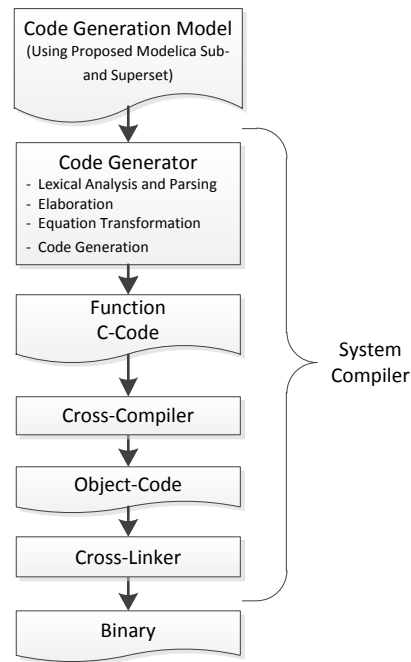 Code Generation Model
(Using Proposed Modelica Sub-
and Superset)
Code Generator
- Lexical Analysis and Parsing
- Elaboration
- Equation Transformation
- Code Generation
Function
C-Code
System
Compiler
Cross-Compiler
Object-Code
Cross-Linker
Binary